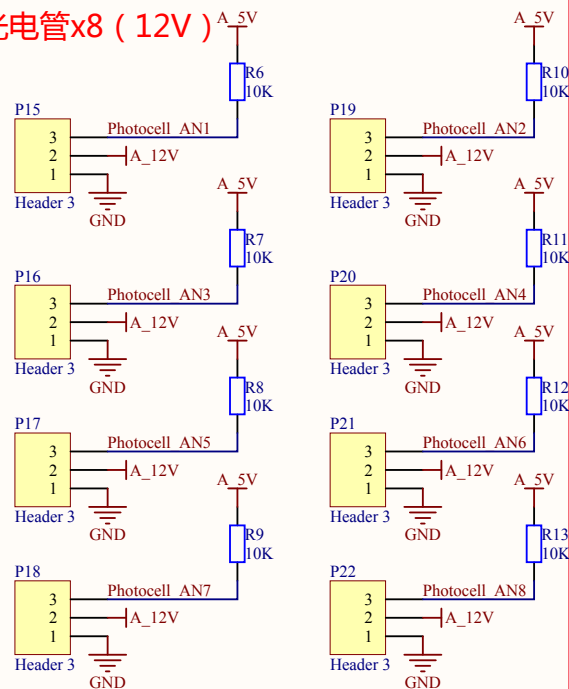 光电管x8（12V）
A_5V
R6
10K
P15
3
2
1
Photocell_AN1
A_12V
Header 3
GND
A_5V
R10
10K
P19
3
2
1
Photocell_AN2
A_12V
Header 3
GND
A_5V
R7
10K
P16
3
2
1
Photocell_AN3
A_12V
Header 3
GND
A_5V
R11
10K
P20
3
2
1
Photocell_AN4
A_12V
Header 3
GND
A_5V
R8
10K
P17
3
2
1
Photocell_AN5
A_12V
Header 3
GND
A_5V
R12
10K
P21
3
2
1
Photocell_AN6
A_12V
Header 3
GND
A_5V
R9
10K
P18
3
2
1
Photocell_AN7
A_12V
Header 3
GND
A_5V
R13
10K
P22
3
2
1
Photocell_AN8
A_12V
Header 3
GND